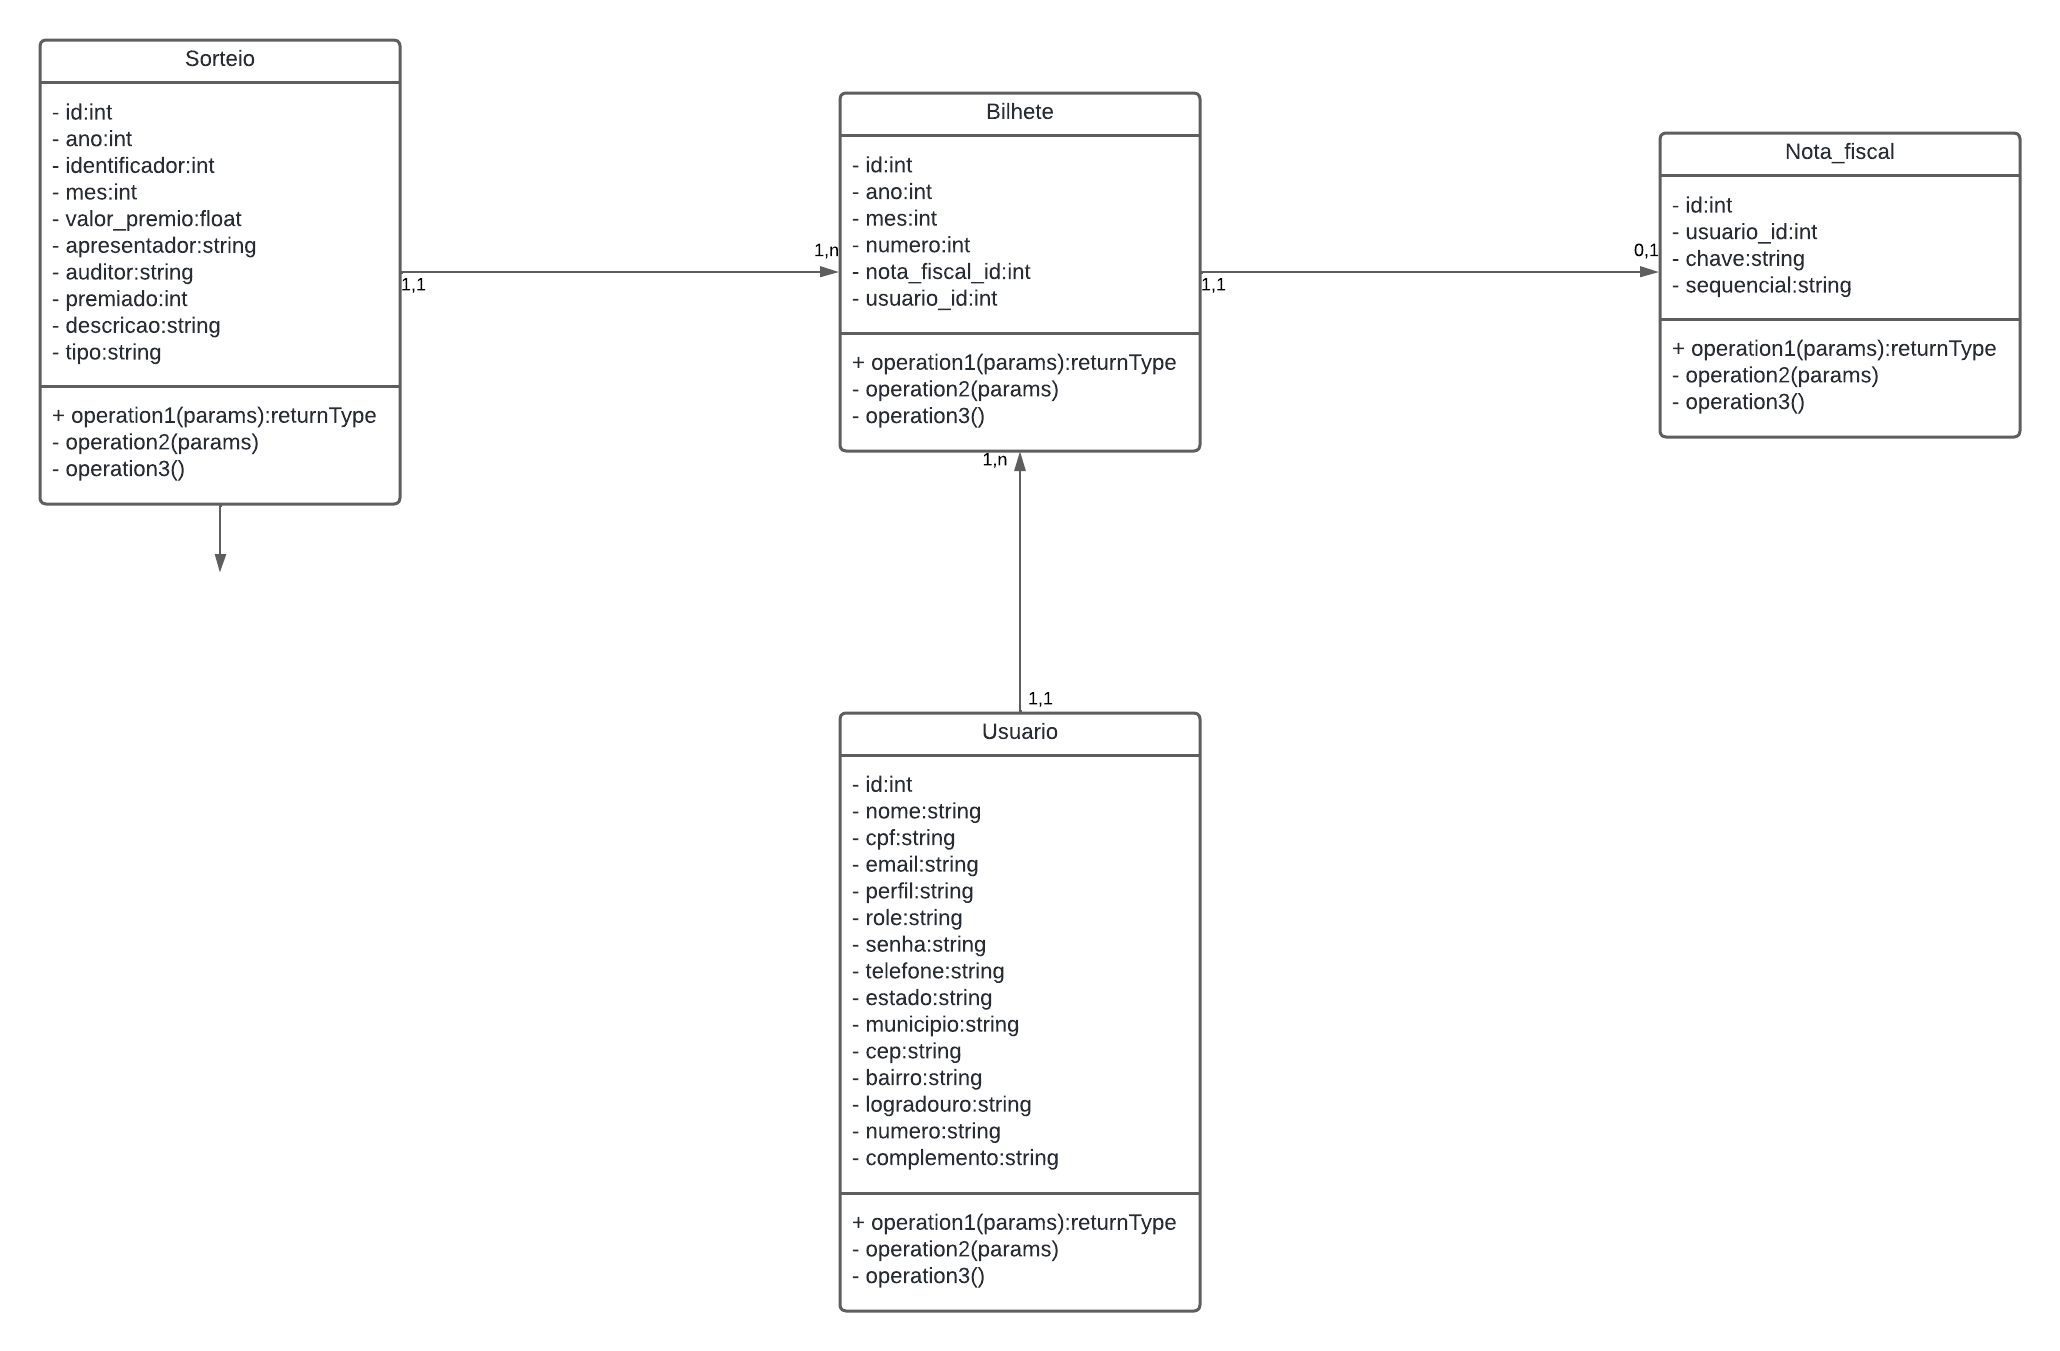 Sorteio
- id:int
- ano:int
- identificador:int
- mes:int
- valor_premio:float
- apresentador:string
- auditor:string
- premiado:int
- descricao:string
- tipo:string
+ operation1(params):returnType
- operation2(params)
- operation3()
1,1
1,n
Bilhete
- id:int
- ano:int
- mes:int
- numero:int
- nota_fiscal_id:int
- usuario_id:int
+ operation1(params):returnType
- operation2(params)
- operation3()
1,1
0,1
Nota_fiscal
- id:int
- usuario_id:int
- chave:string
- sequencial:string
+ operation1(params):returnType
- operation2(params)
- operation3()
1,n
1,1
Usuario
- id:int
- nome:string
- cpf:string
- email:string
- perfil:string
- role:string
- senha:string
- telefone:string
- estado:string
- municipio:string
- cep:string
- bairro:string
- logradouro:string
- numero:string
- complemento:string
+ operation1(params):returnType
- operation2(params)
- operation3()